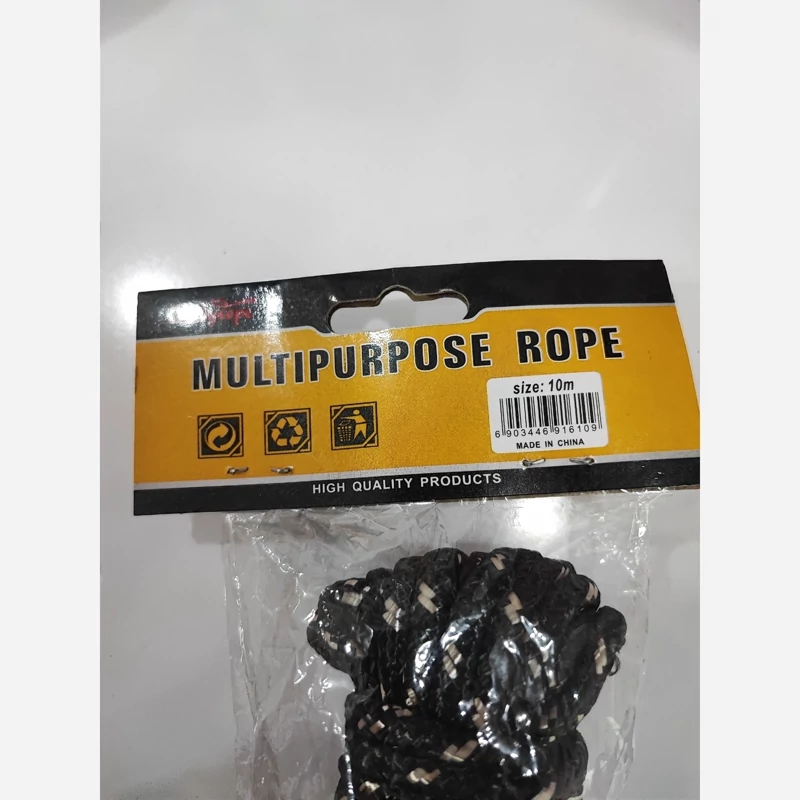 MULTIPURPOSE ROPE
size: 10m
6 903446 916109
MADE IN CHINA
HIGH QUALITY PRODUCTS